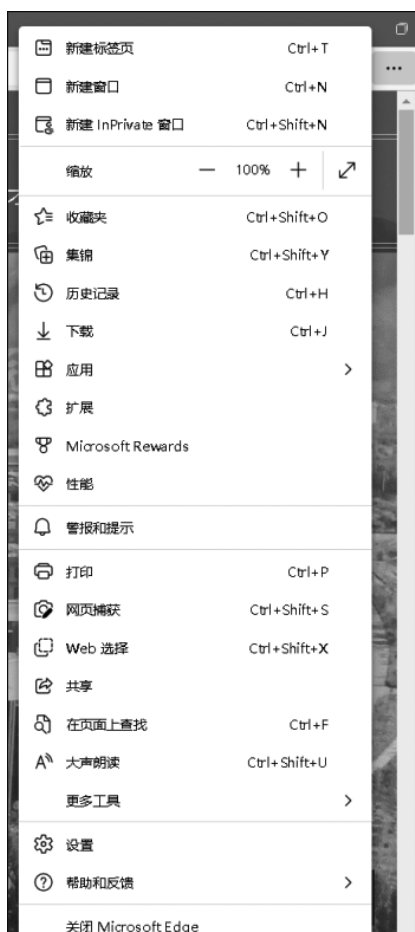 新建标签页 Ctrl+T
新建窗口 Ctrl+N
新建 InPrivate 窗口 Ctrl+Shift+N
缩放 — 100% +
收藏夹 Ctrl+Shift+O
集锦 Ctrl+Shift+Y
历史记录 Ctrl+H
下载 Ctrl+J
应用
扩展
Microsoft Rewards
性能
警报和提示
打印 Ctrl+P
网页捕获 Ctrl+Shift+S
Web 选择 Ctrl+Shift+X
共享
在页面上查找 Ctrl+F
大声朗读 Ctrl+Shift+U
更多工具
设置
帮助和反馈
关闭 Microsoft Edge